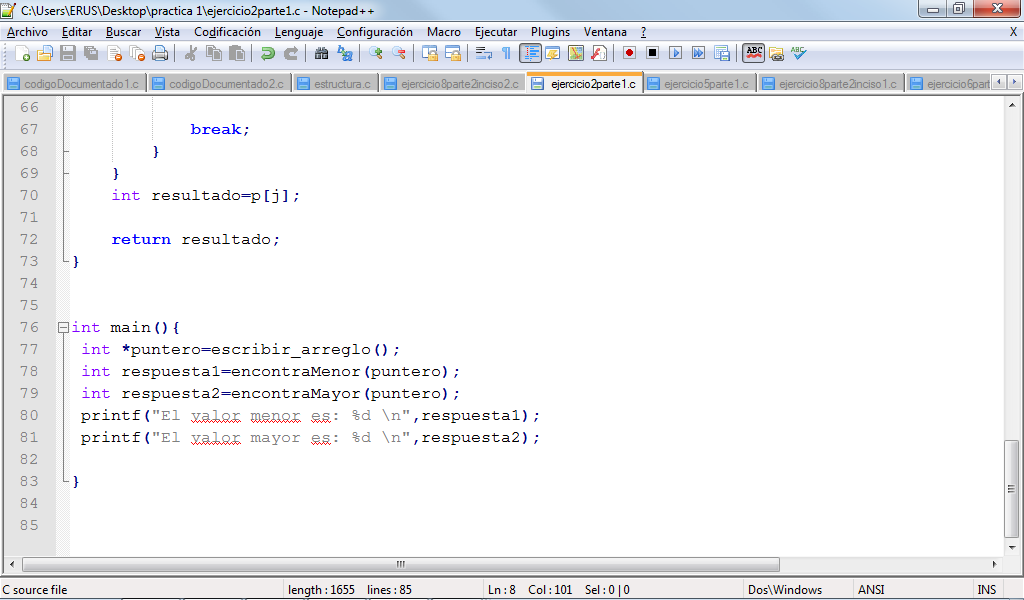 C:\Users\ERUS\Desktop\practica 1\ejercicio2parte1.c - Notepad++
Archivo Editar Buscar Vista Codificación Lenguaje Configuración Macro Ejecutar Plugins Ventana ? X
codigoDocumentado1.c codigoDocumentado2.c estructura.c ejercicio8parte2inciso2.c ejercicio2parte1.c ejercicio5parte1.c ejercicio8parte2inciso1.c ejercicio6part
66
67 break;
68 }
69 }
70 int resultado=p[j];
71
72 return resultado;
73 }
74
75
76 int main(){
77 int *puntero=escribir_arreglo();
78 int respuesta1=encontraMenor(puntero);
79 int respuesta2=encontraMayor(puntero);
80 printf("El valor menor es: %d \n",respuesta1);
81 printf("El valor mayor es: %d \n",respuesta2);
82
83 }
84
85
C source file length : 1655 lines : 85 Ln : 8 Col : 101 Sel : 0 | 0 Dos\Windows ANSI INS